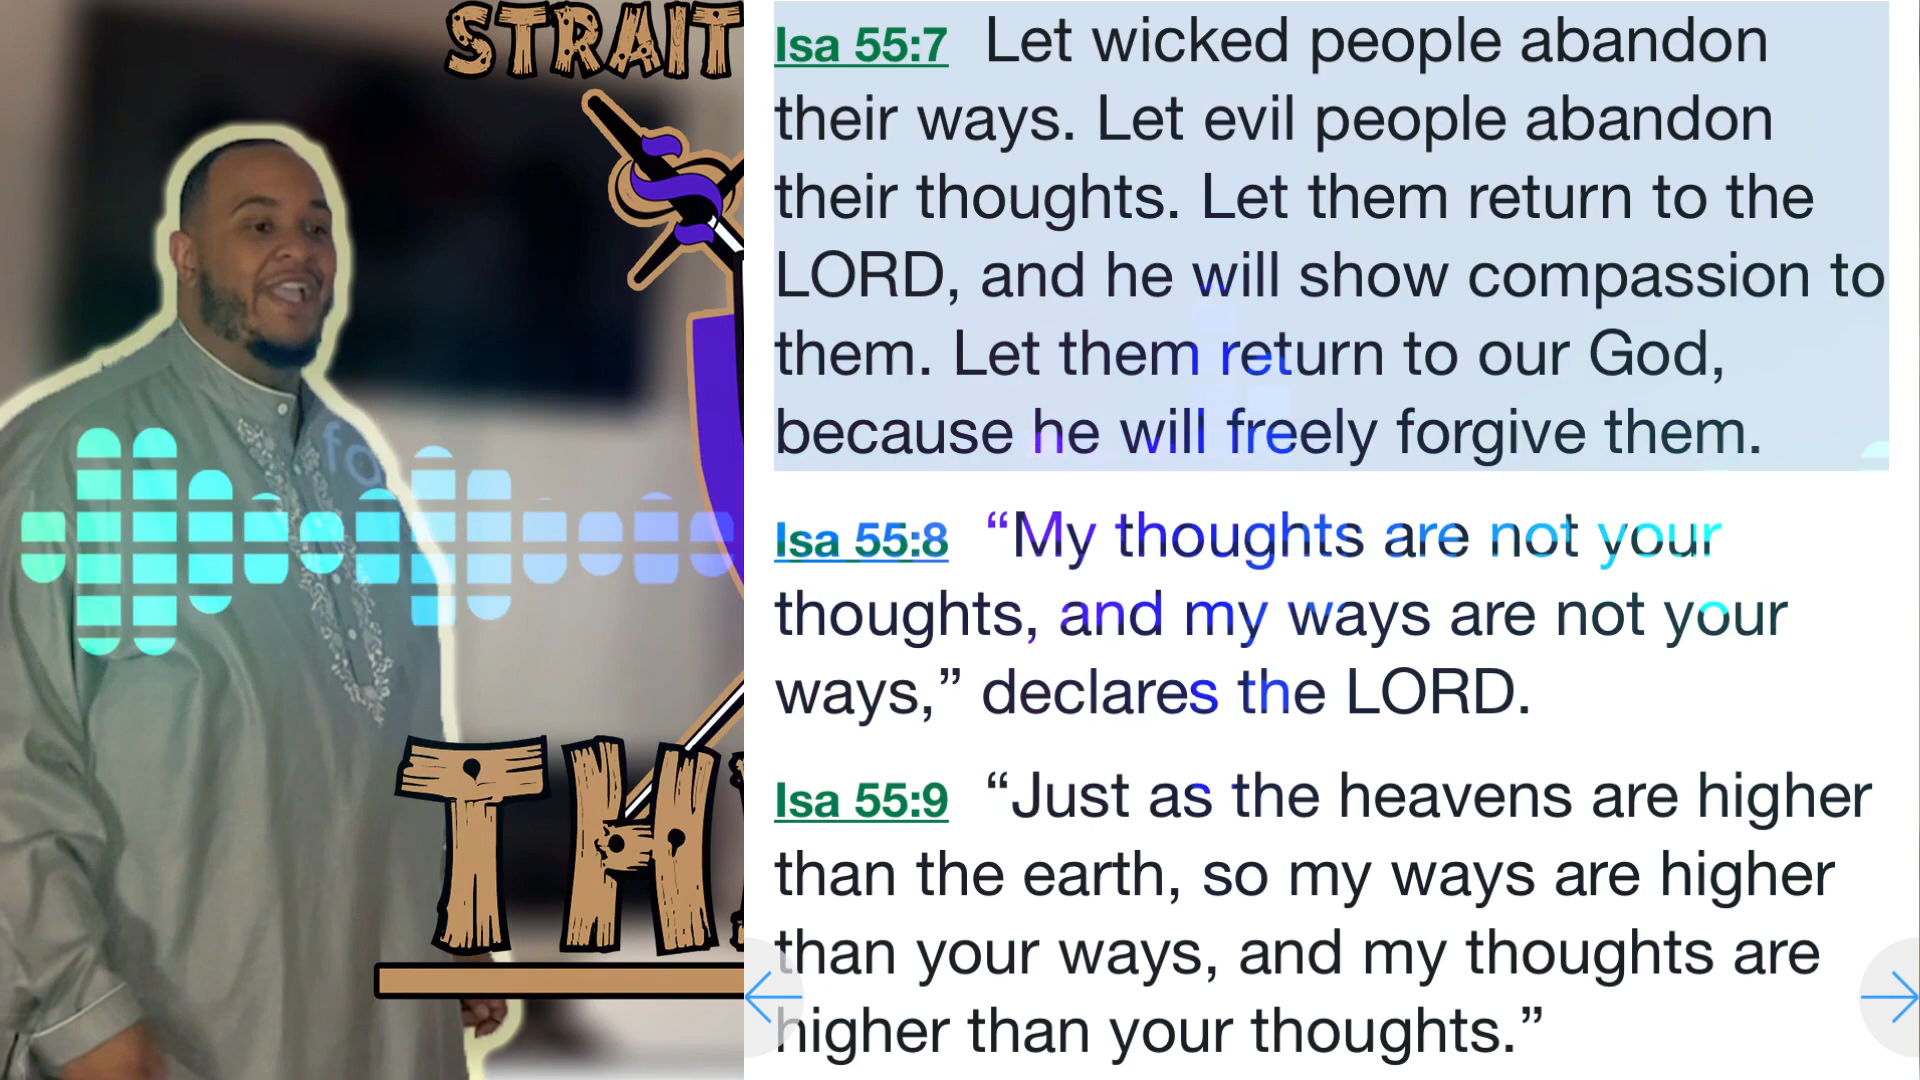 STRAIT
fo
TH
Isa 55:7 Let wicked people abandon
their ways. Let evil people abandon
their thoughts. Let them return to the
LORD, and he will show compassion to
them. Let them return to our God,
because he will freely forgive them.
Isa 55:8 “My thoughts are not your
thoughts, and my ways are not your
ways,” declares the LORD.
Isa 55:9 “Just as the heavens are higher
than the earth, so my ways are higher
than your ways, and my thoughts are
higher than your thoughts.”